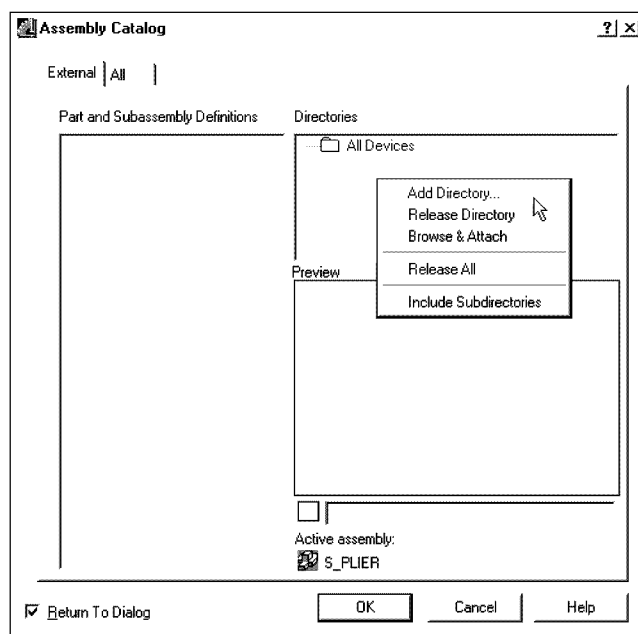 Assembly Catalog
External
All
Part and Subassembly Definitions
Directories
All Devices
Add Directory...
Release Directory
Browse & Attach
Release All
Include Subdirectories
Preview
Active assembly:
S_PLIER
Return To Dialog
OK
Cancel
Help